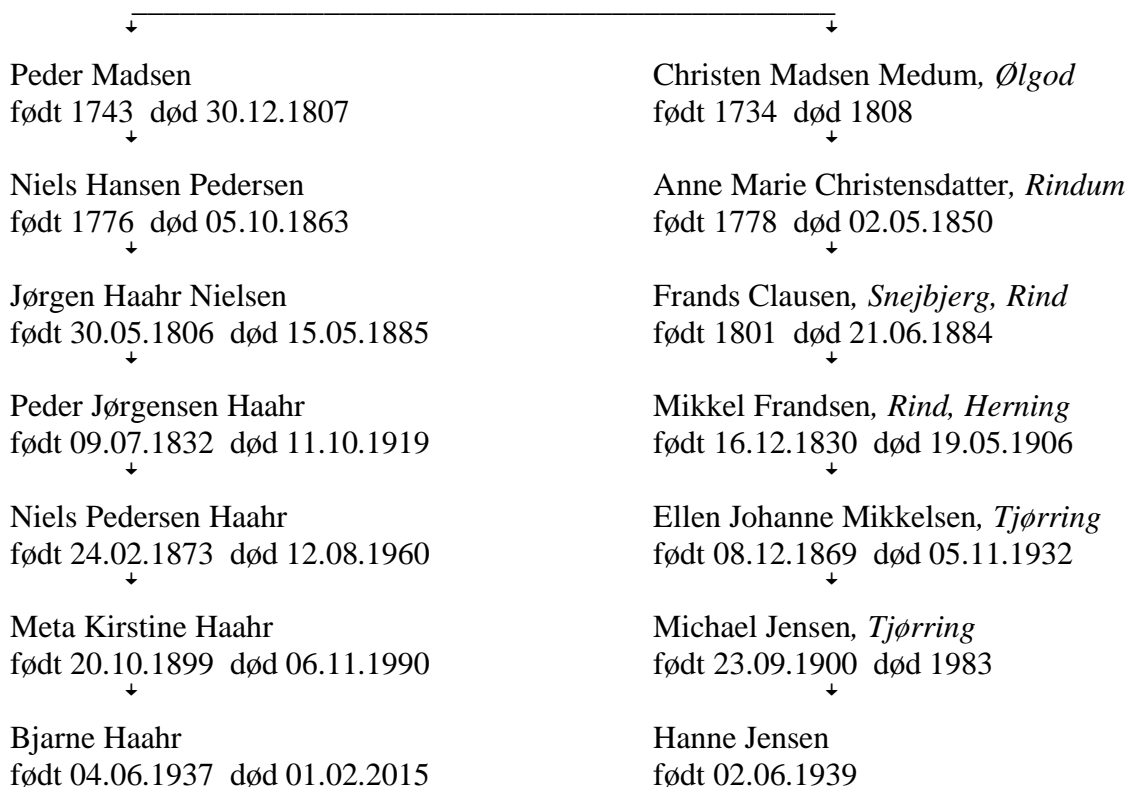 Peder Madsen
født 1743 død 30.12.1807
Niels Hansen Pedersen
født 1776 død 05.10.1863
Jørgen Haahr Nielsen
født 30.05.1806 død 15.05.1885
Peder Jørgensen Haahr
født 09.07.1832 død 11.10.1919
Niels Pedersen Haahr
født 24.02.1873 død 12.08.1960
Meta Kirstine Haahr
født 20.10.1899 død 06.11.1990
Bjarne Haahr
født 04.06.1937 død 01.02.2015
Christen Madsen Medum, Ølgod
født 1734 død 1808
Anne Marie Christensdatter, Rindum
født 1778 død 02.05.1850
Frands Clausen, Snejbjerg, Rind
født 1801 død 21.06.1884
Mikkel Frandsen, Rind, Herning
født 16.12.1830 død 19.05.1906
Ellen Johanne Mikkelsen, Tjørring
født 08.12.1869 død 05.11.1932
Michael Jensen, Tjørring
født 23.09.1900 død 1983
Hanne Jensen
født 02.06.1939